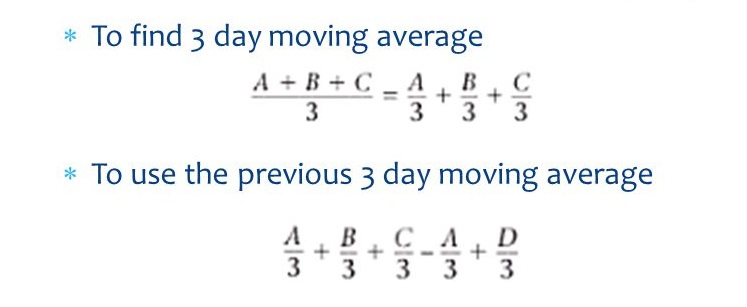 * To find 3 day moving average
A + B + C / 3 = A/3 + B/3 + C/3
* To use the previous 3 day moving average
A/3 + B/3 + C/3 - A/3 + D/3